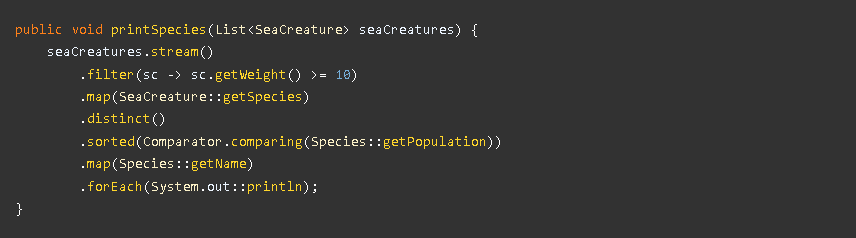 public void printSpecies(List<SeaCreature> seaCreatures) {
    seaCreatures.stream()
        .filter(sc -> sc.getWeight() >= 10)
        .map(SeaCreature::getSpecies)
        .distinct()
        .sorted(Comparator.comparing(Species::getPopulation))
        .map(Species::getName)
        .forEach(System.out::println);
}